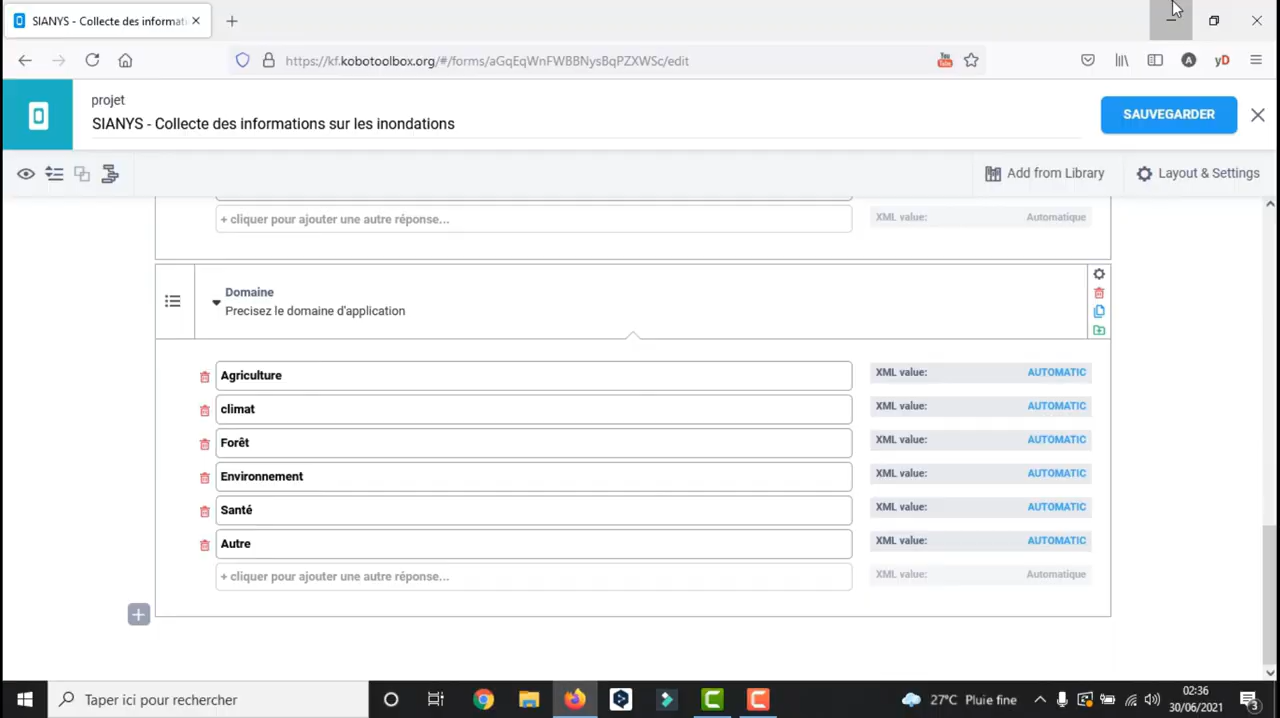 SIANYS - Collecte des informati
https://kf.kobotoolbox.org/#/forms/aGqEqWnFWBBNysBqPZXWSc/edit
You
A
yD
projet
SIANYS - Collecte des informations sur les inondations
SAUVEGARDER
Add from Library
Layout & Settings
+ cliquer pour ajouter une autre réponse...
XML value:
Automatique
Domaine
Precisez le domaine d'application
Agriculture
XML value:
AUTOMATIC
climat
XML value:
AUTOMATIC
Forêt
XML value:
AUTOMATIC
Environnement
XML value:
AUTOMATIC
Santé
XML value:
AUTOMATIC
Autre
XML value:
AUTOMATIC
+ cliquer pour ajouter une autre réponse...
XML value:
Automatique
Taper ici pour rechercher
27°C Pluie fine
02:36
30/06/2021
3